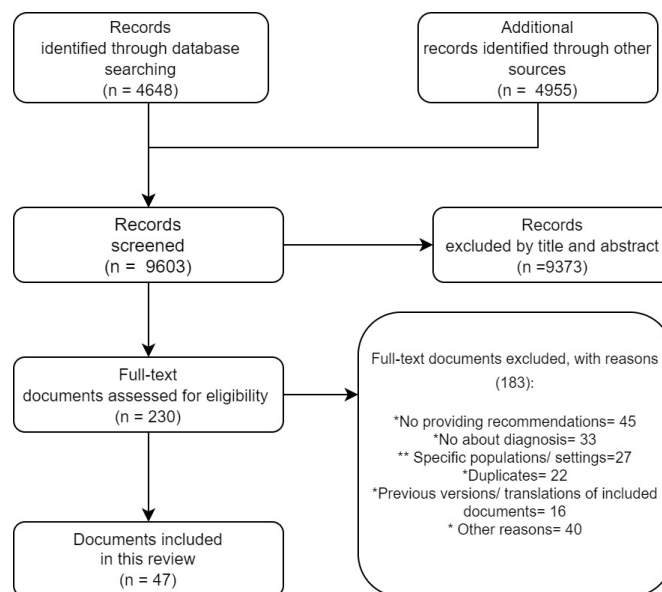 Records
identified through database
searching
(n = 4648)
Additional
records identified through other
sources
(n = 4955)
Records
screened
(n = 9603)
Records
excluded by title and abstract
(n =9373)
Full-text
documents assessed for eligibility
(n = 230)
Full-text documents excluded, with reasons
(183):
*No providing recommendations= 45
*No about diagnosis= 33
** Specific populations/ settings=27
*Duplicates= 22
*Previous versions/ translations of included
documents= 16
* Other reasons= 40
Documents included
in this review
(n = 47)